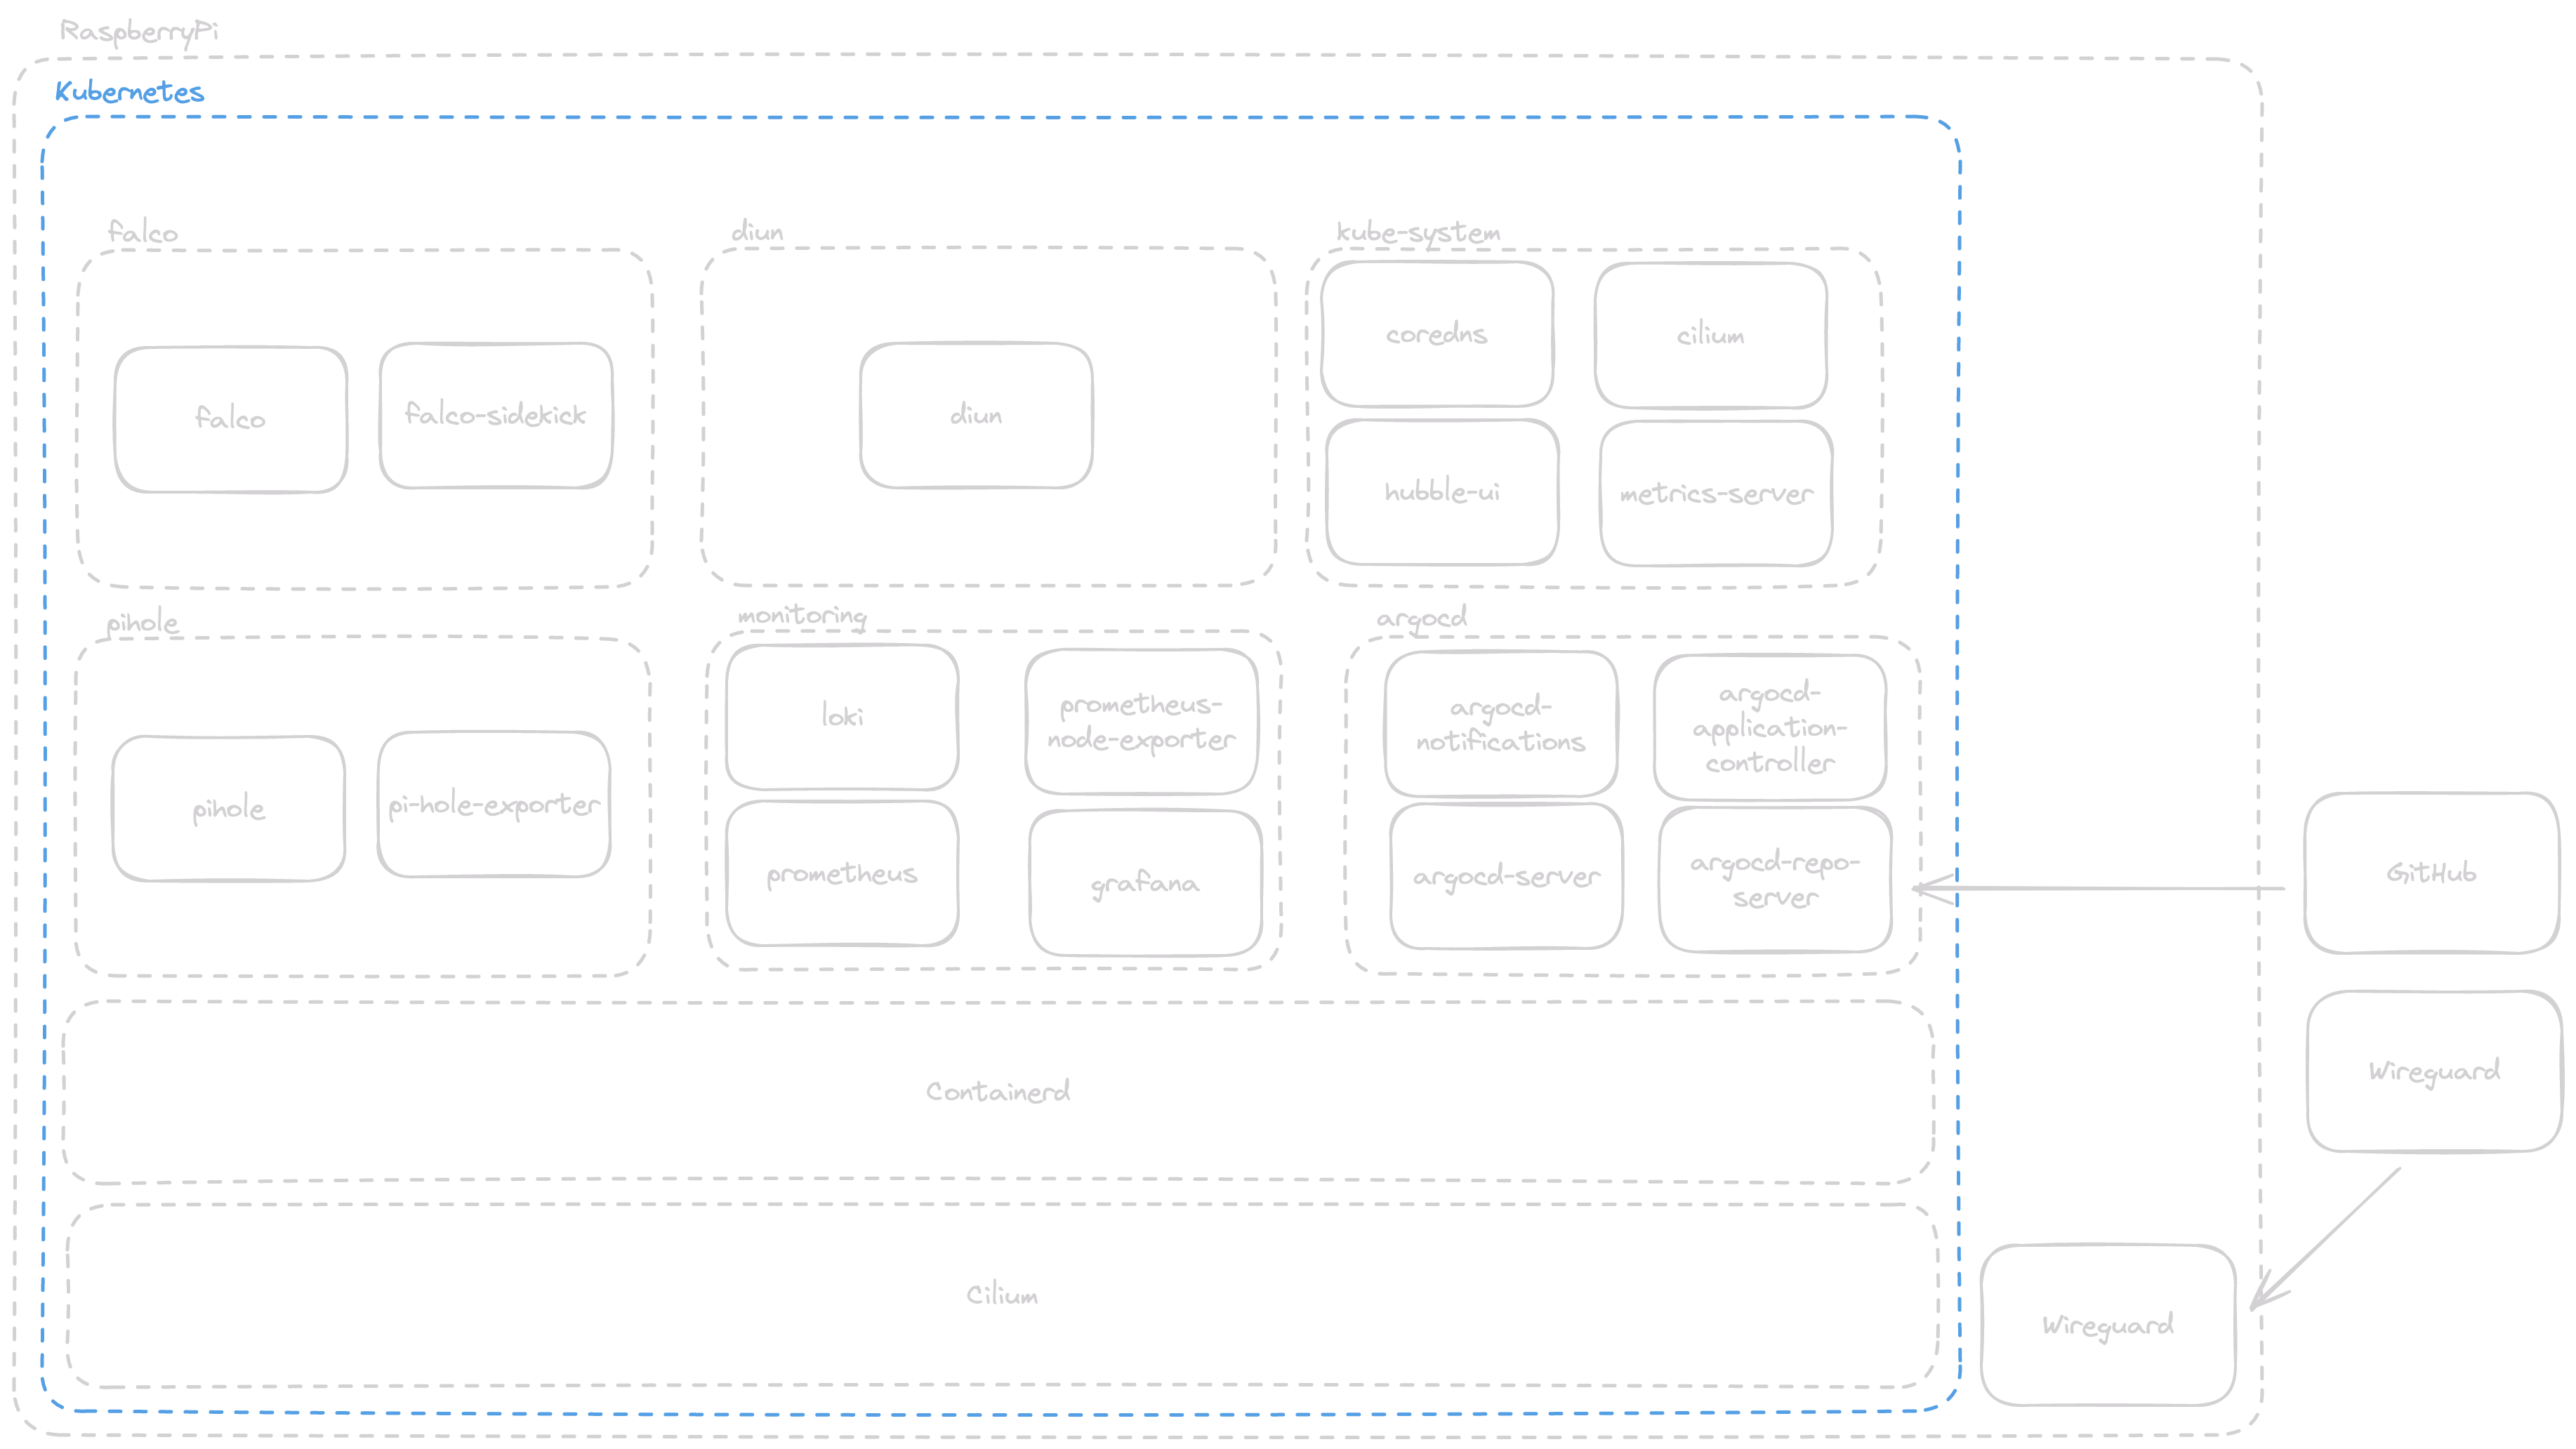 RaspberryPi
Kubernetes
falco
falco
falco-sidekick
diun
diun
kube-system
coredns
cilium
hubble-ui
metrics-server
pihole
pihole
pi-hole-exporter
monitoring
loki
prometheus-
node-exporter
prometheus
grafana
argocd
argocd-
notifications
argocd-
application-
controller
argocd-server
argocd-repo-
server
GitHub
Wireguard
Containerd
Cilium
Wireguard